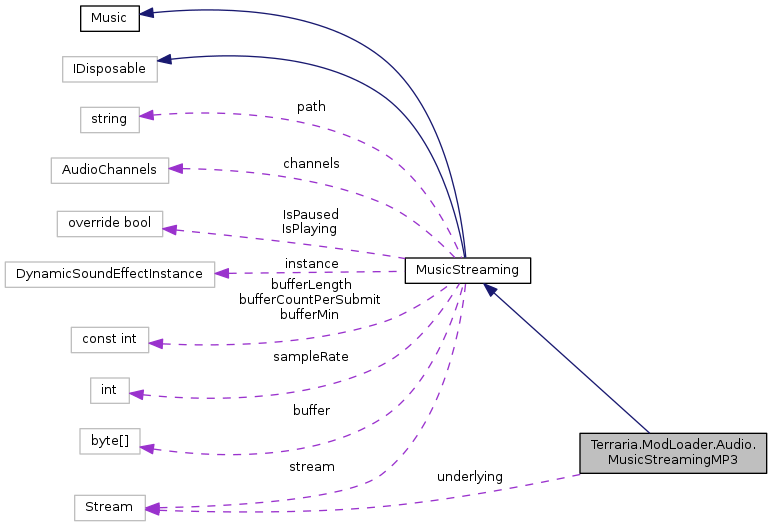 Music
IDisposable
string
path
AudioChannels
channels
override bool
IsPaused
IsPlaying
DynamicSoundEffectInstance
instance
MusicStreaming
bufferLength
bufferCountPerSubmit
bufferMin
const int
sampleRate
int
buffer
byte[]
Terraria.ModLoader.Audio.
MusicStreamingMP3
stream
underlying
Stream